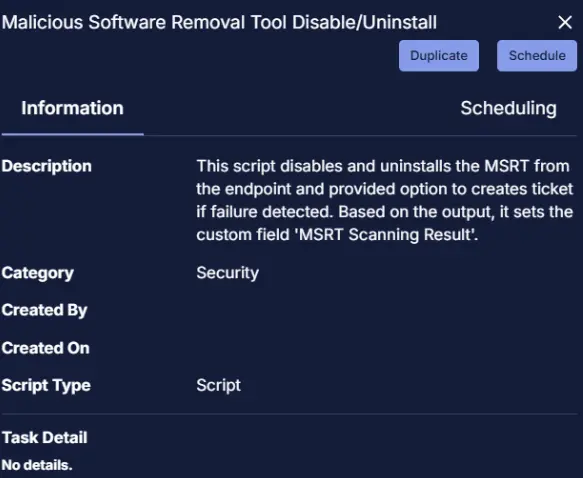 Malicious Software Removal Tool Disable/Uninstall
Duplicate
Schedule
Information
Scheduling
Description
This script disables and uninstalls the MSRT from
the endpoint and provided option to creates ticket
if failure detected. Based on the output, it sets the
custom field 'MSRT Scanning Result'.
Category
Security
Created By
Created On
Script Type
Script
Task Detail
No details.